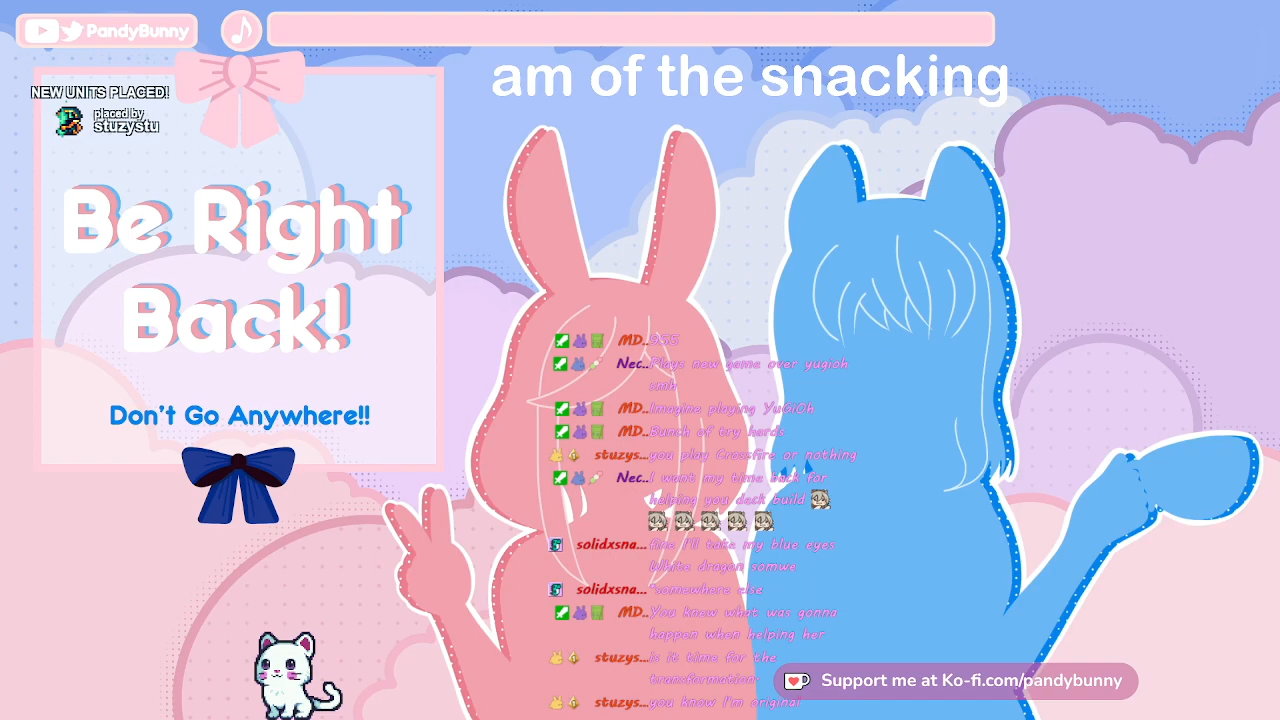 PandyBunny
am of the snacking
NEW UNITS PLACED!
placed by
stuzystu
Be Right
Back!
Don't Go Anywhere!!
MD..
Nec..Plays new game over yugioh
smh
MD..Imagine playing YuGiOh
MD..Bunch of try hards
stuzys...you play Crossfire or nothing
Nec..I want my time back for
helping you deck build
solidxsna...fine I'll take my blue eyes
White dragon somwe
solidxsna...*somewhere else
MD..You knew what was gonna
happen when helping her
stuzys...is it time for the
transformation
stuzys...you know I'm original
Support me at Ko-fi.com/pandybunny